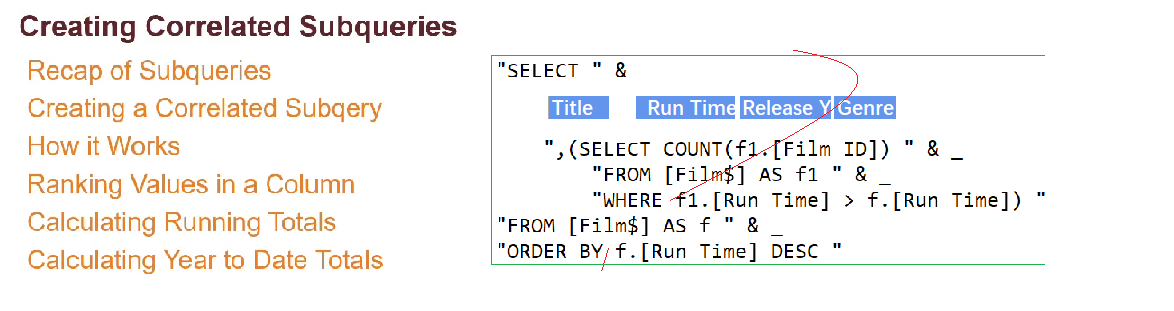 Creating Correlated Subqueries
Recap of Subqueries
Creating a Correlated Subqery
How it Works
Ranking Values in a Column
Calculating Running Totals
Calculating Year to Date Totals
"SELECT " &
Title Run Time Release Y Genre
",(SELECT COUNT(f1.[Film ID]) " & _
"FROM [Film$] AS f1 " & _
"WHERE f1.[Run Time] > f.[Run Time]) "
"FROM [Film$] AS f " & _
"ORDER BY f.[Run Time] DESC "